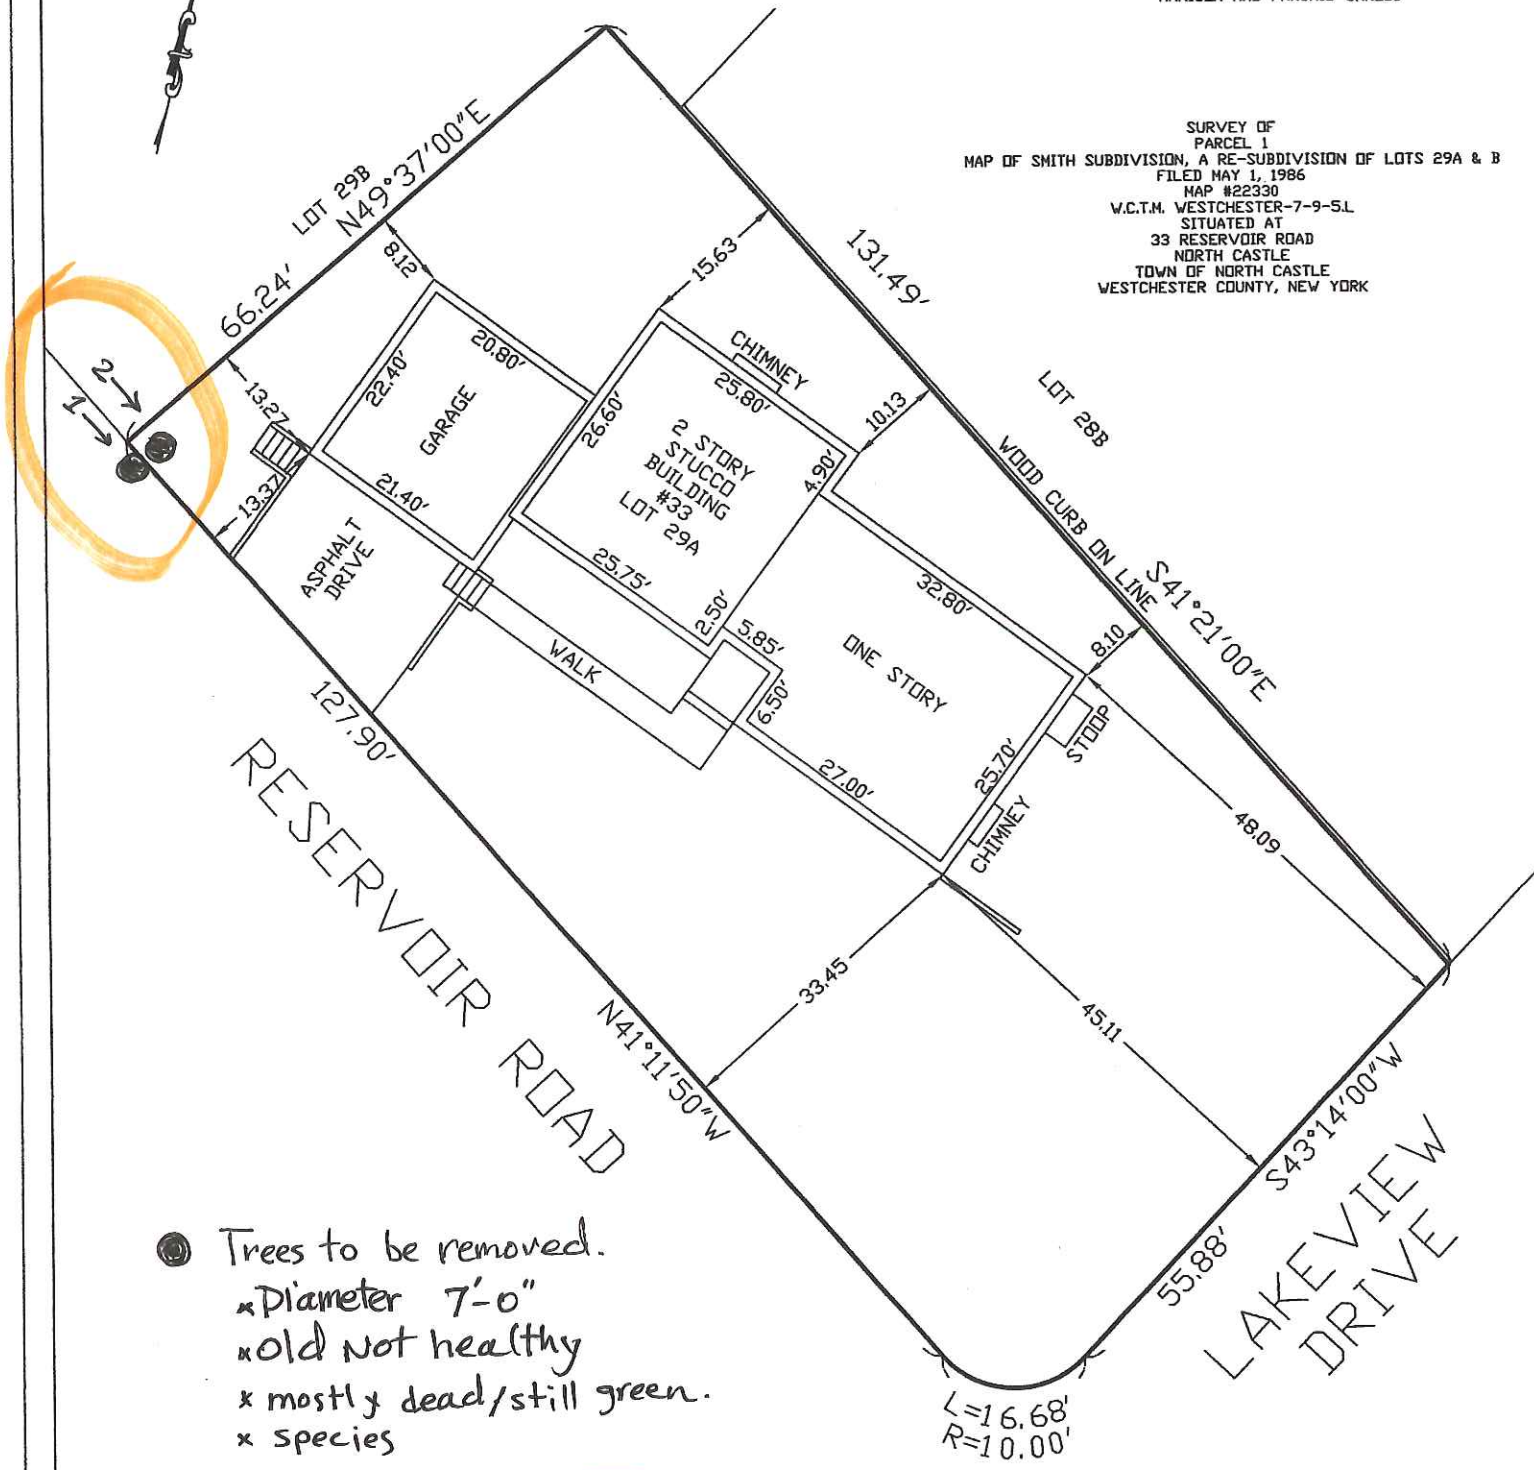 SURVEY OF
PARCEL 1
MAP OF SMITH SUBDIVISION, A RE-SUBDIVISION OF LOTS 29A & B
FILED MAY 1, 1986
MAP #22330
W.C.T.M. WESTCHESTER-7-9-5.L
SITUATED AT
33 RESERVOIR ROAD
NORTH CASTLE
TOWN OF NORTH CASTLE
WESTCHESTER COUNTY, NEW YORK
LOT 29B
N49°37'00"E
66.24'
8.12
15.63
131.49'
20.80'
22.40'
GARAGE
13.27
21.40'
13.37
2
1
CHIMNEY
25.80'
26.60'
10.13
4.90'
2 STORY
STUCCO
BUILDING
#33
LOT 29A
25.75'
2.50'
LOT 28B
WOOD CURB ON LINE
S41°21'00"E
ASPHALT
DRIVE
WALK
5.85'
6.50'
32.80'
ONE STORY
8.10
STOOP
25.70'
27.00'
CHIMNEY
48.09
127.90'
RESERVOIR ROAD
33.45
45.11
N41°11'50"W
S43°14'00"W
55.88'
LAKEVIEW
DRIVE
L=16.68'
R=10.00'
Trees to be removed.
x Diameter 7'-0"
x Old Not healthy
x mostly dead/still green.
x species